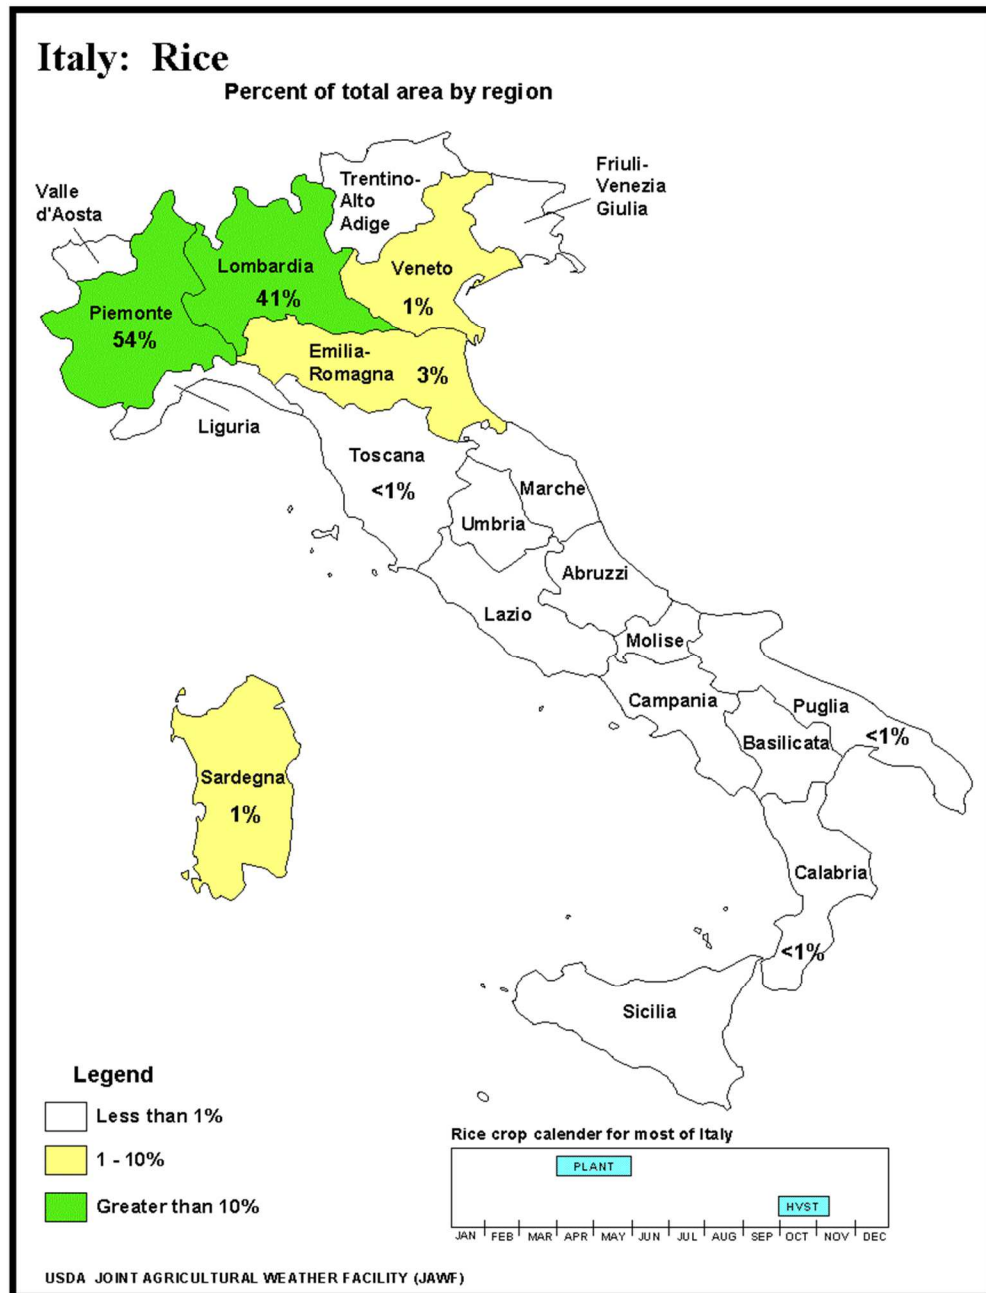 Italy: Rice
Percent of total area by region
Valle
d'Aosta
Trentino-
Alto
Adige
Friuli-
Venezia
Giulia
Piemonte
54%
Lombardia
41%
Veneto
1%
Emilia-
Romagna 3%
Liguria
Toscana
<1%
Marche
Umbria
Abruzzi
Lazio
Molise
Campania
Puglia
<1%
Basilicata
Sardegna
1%
Calabria
<1%
Sicilia
Legend
Less than 1%
1 - 10%
Greater than 10%
Rice crop calender for most of Italy
PLANT
HVST
JAN FEB MAR APR MAY JUN JUL AUG SEP OCT NOV DEC
USDA JOINT AGRICULTURAL WEATHER FACILITY (JAWF)